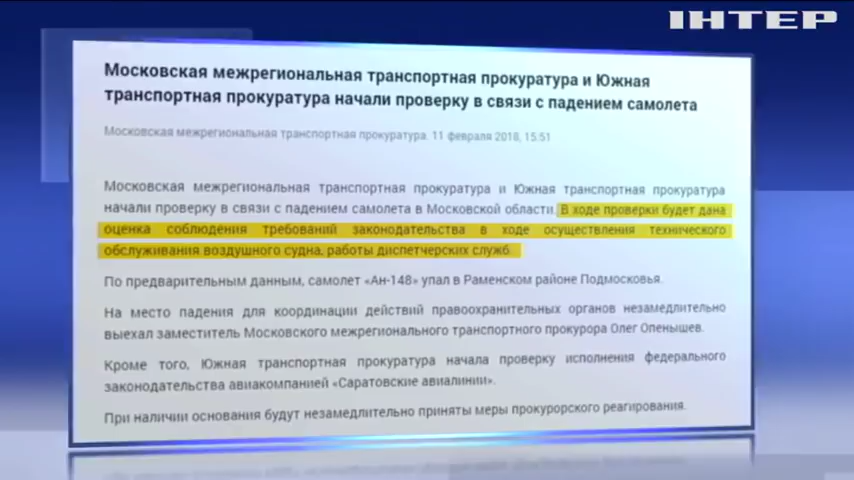 ІНТЕР
Московская межрегиональная транспортная прокуратура и Южная
транспортная прокуратура начали проверку в связи с падением самолета
Московская межрегиональная транспортная прокуратура. 11 февраля 2018, 15:51
Московская межрегиональная транспортная прокуратура и Южная транспортная прокуратура
начали проверку в связи с падением самолета в Московской области. В ходе проверки будет дана
оценка соблюдения требований законодательства в ходе осуществления технического
обслуживания воздушного судна, работы диспетчерских служб.
По предварительным данным, самолет «Ан-148» упал в Раменском районе Подмосковья.
На место падения для координации действий правоохранительных органов незамедлительно
выехал заместитель Московского межрегионального транспортного прокурора Олег Опенышев.
Кроме того, Южная транспортная прокуратура начала проверку исполнения федерального
законодательства авиакомпанией «Саратовские авиалинии».
При наличии основания будут незамедлительно приняты меры прокурорского реагирования.